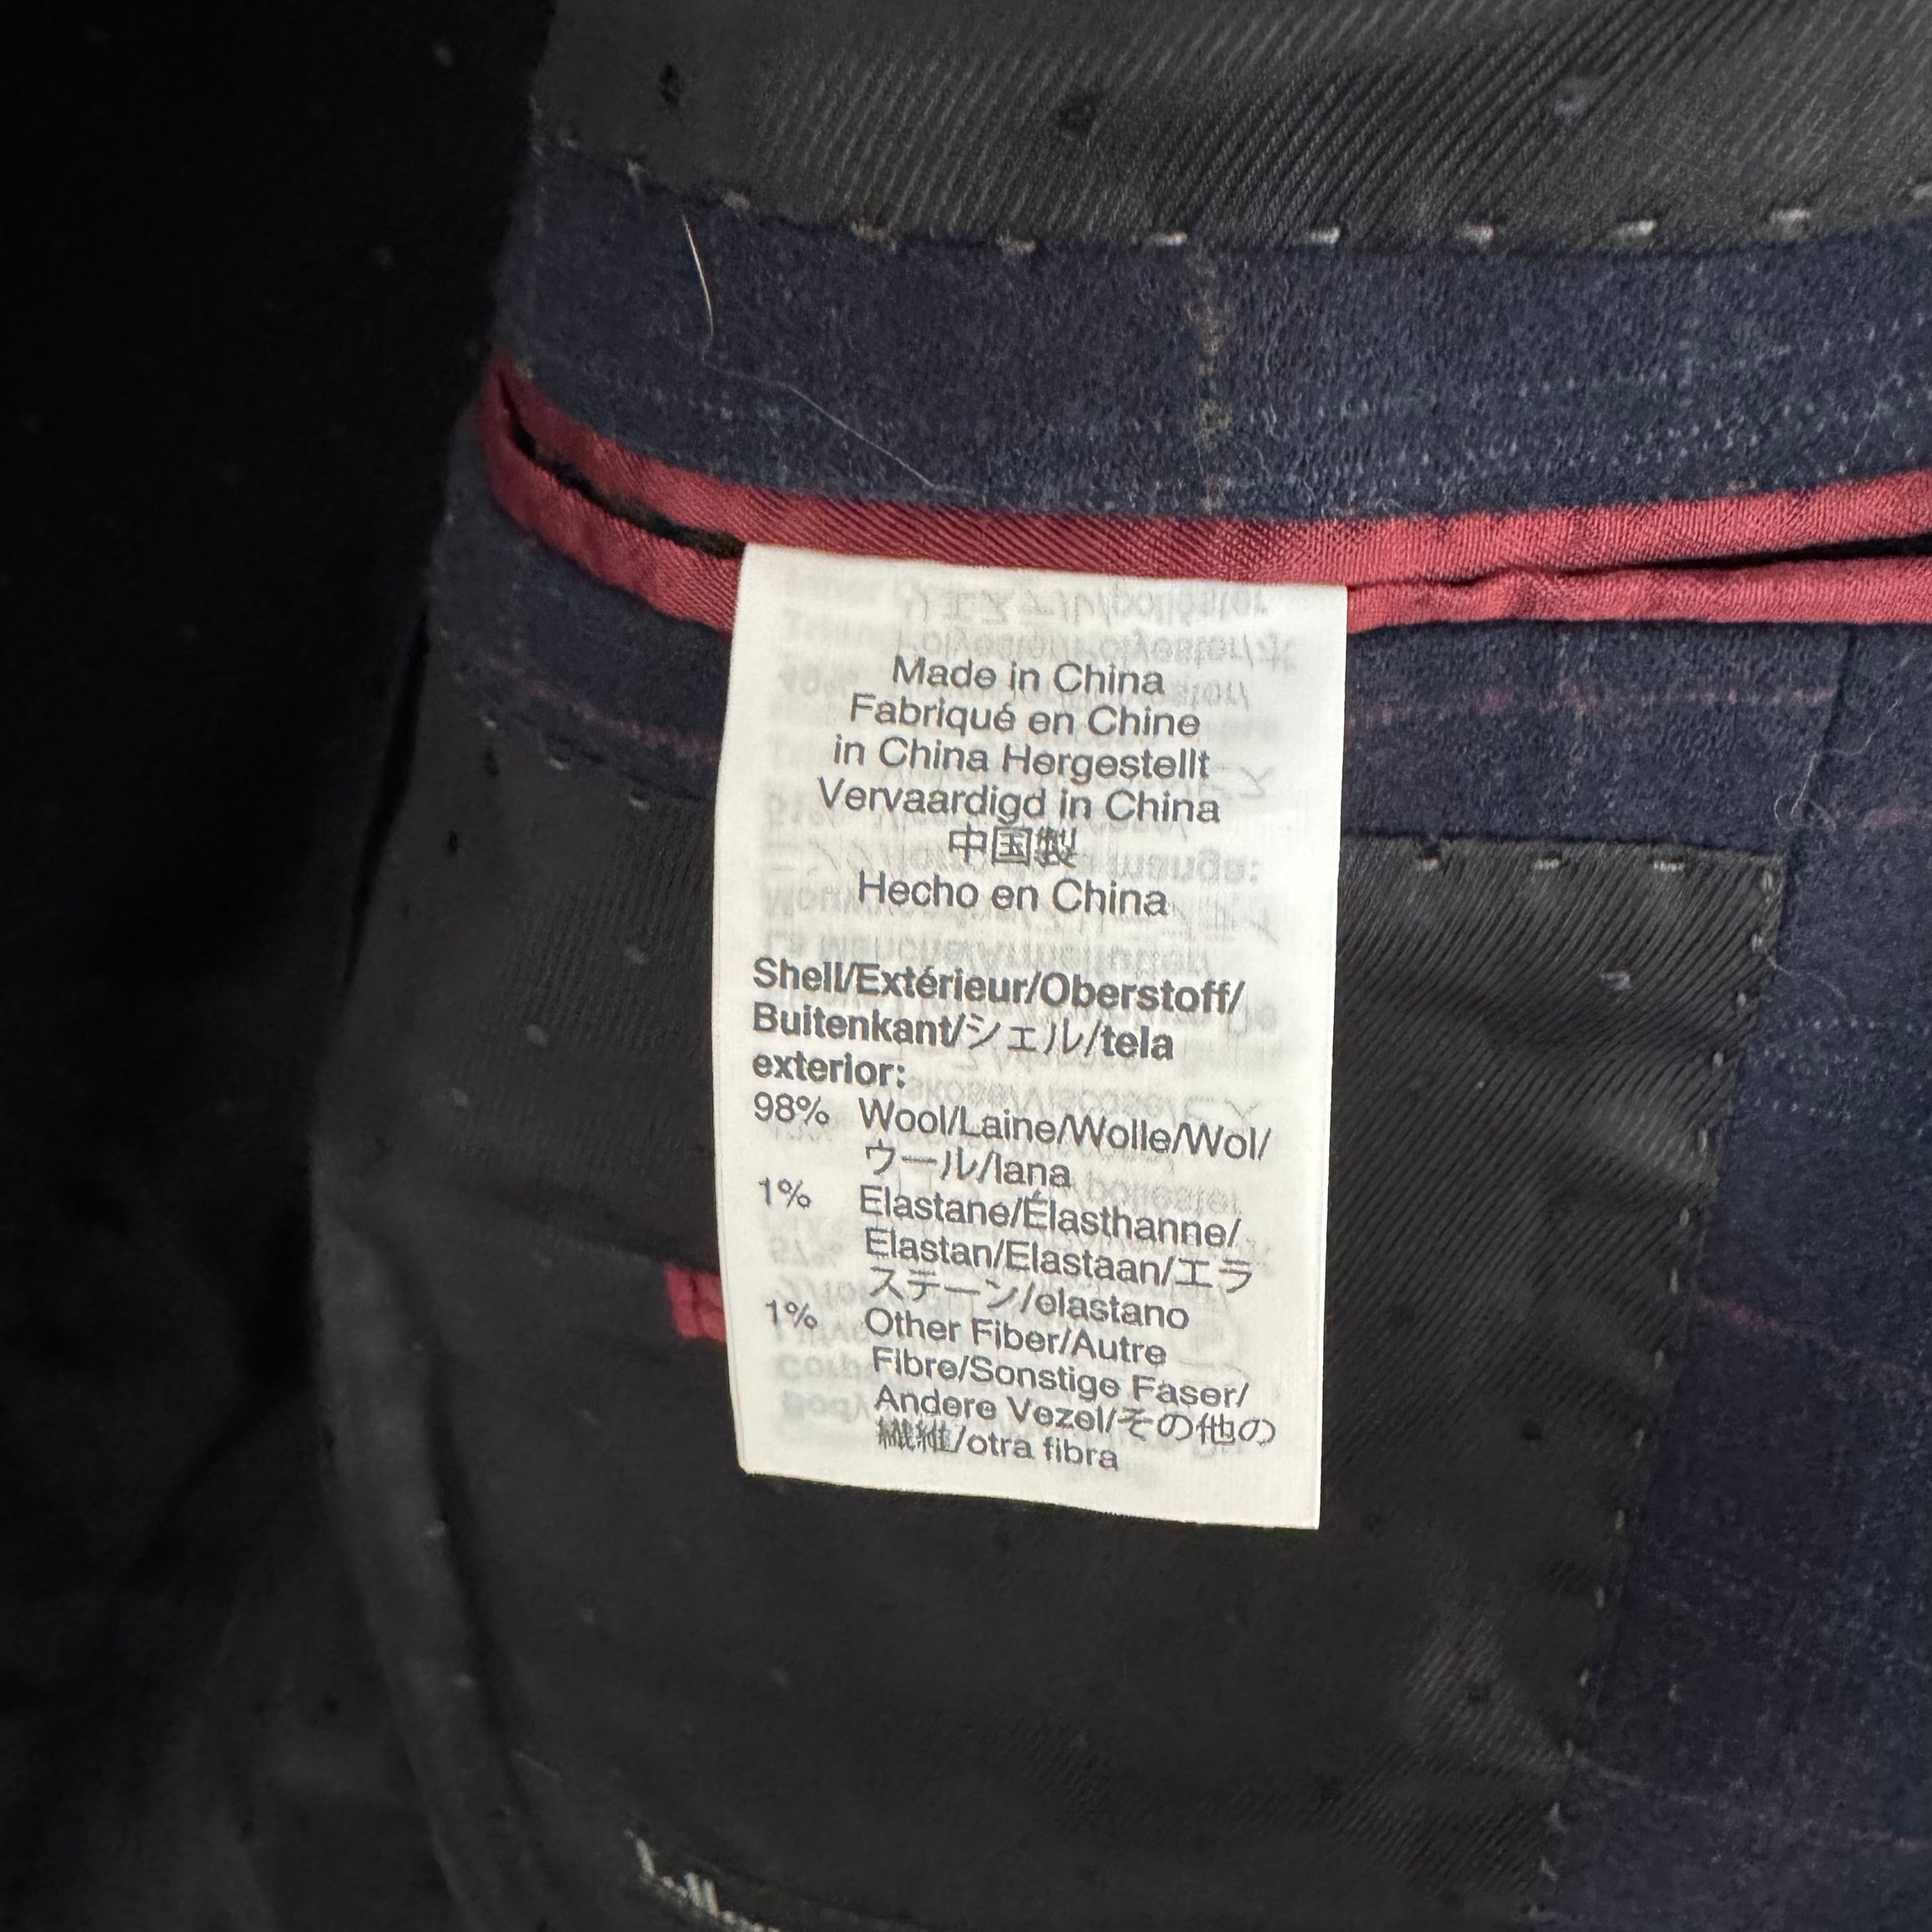 Made in China
Fabriqué en Chine
in China Hergestellt
Vervaardigd in China
中国製
Hecho en China
Shell/Extérieur/Oberstoff/
Buitenkant/シェル/tela
exterior:
98% Wool/Laine/Wolle/Wol/
ウール/lana
1% Elastane/Élasthanne/
Elastan/Elastaan/エラ
ステーン/elastano
1% Other Fiber/Autre
Fibre/Sonstige Faser/
Andere Vezel/その他の
繊維/otra fibra